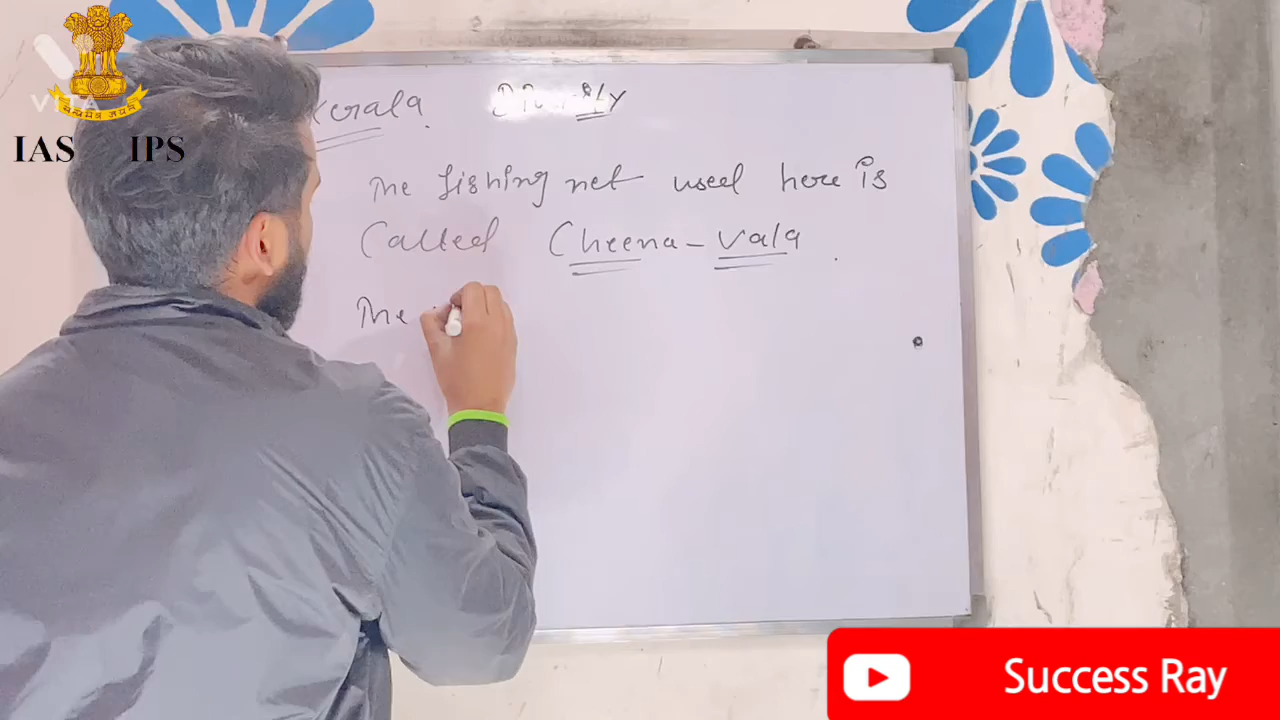 IAS IPS
Kerala.
The fishing net used here is
Called Cheena-Vala.
The
Success Ray